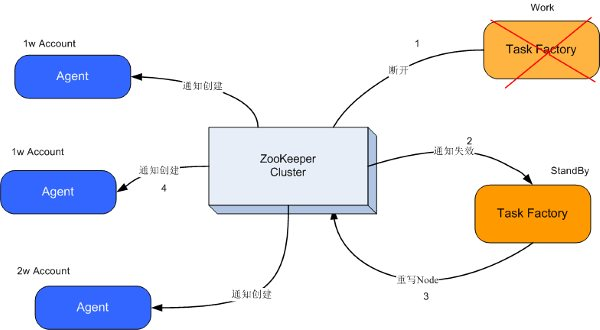 Work
1
Task Factory
断开
1w Account
Agent
通知创建
ZooKeeper
Cluster
2
通知失效
StandBy
Task Factory
1w Account
Agent
通知创建
4
重写Node
3
2w Account
Agent
通知创建